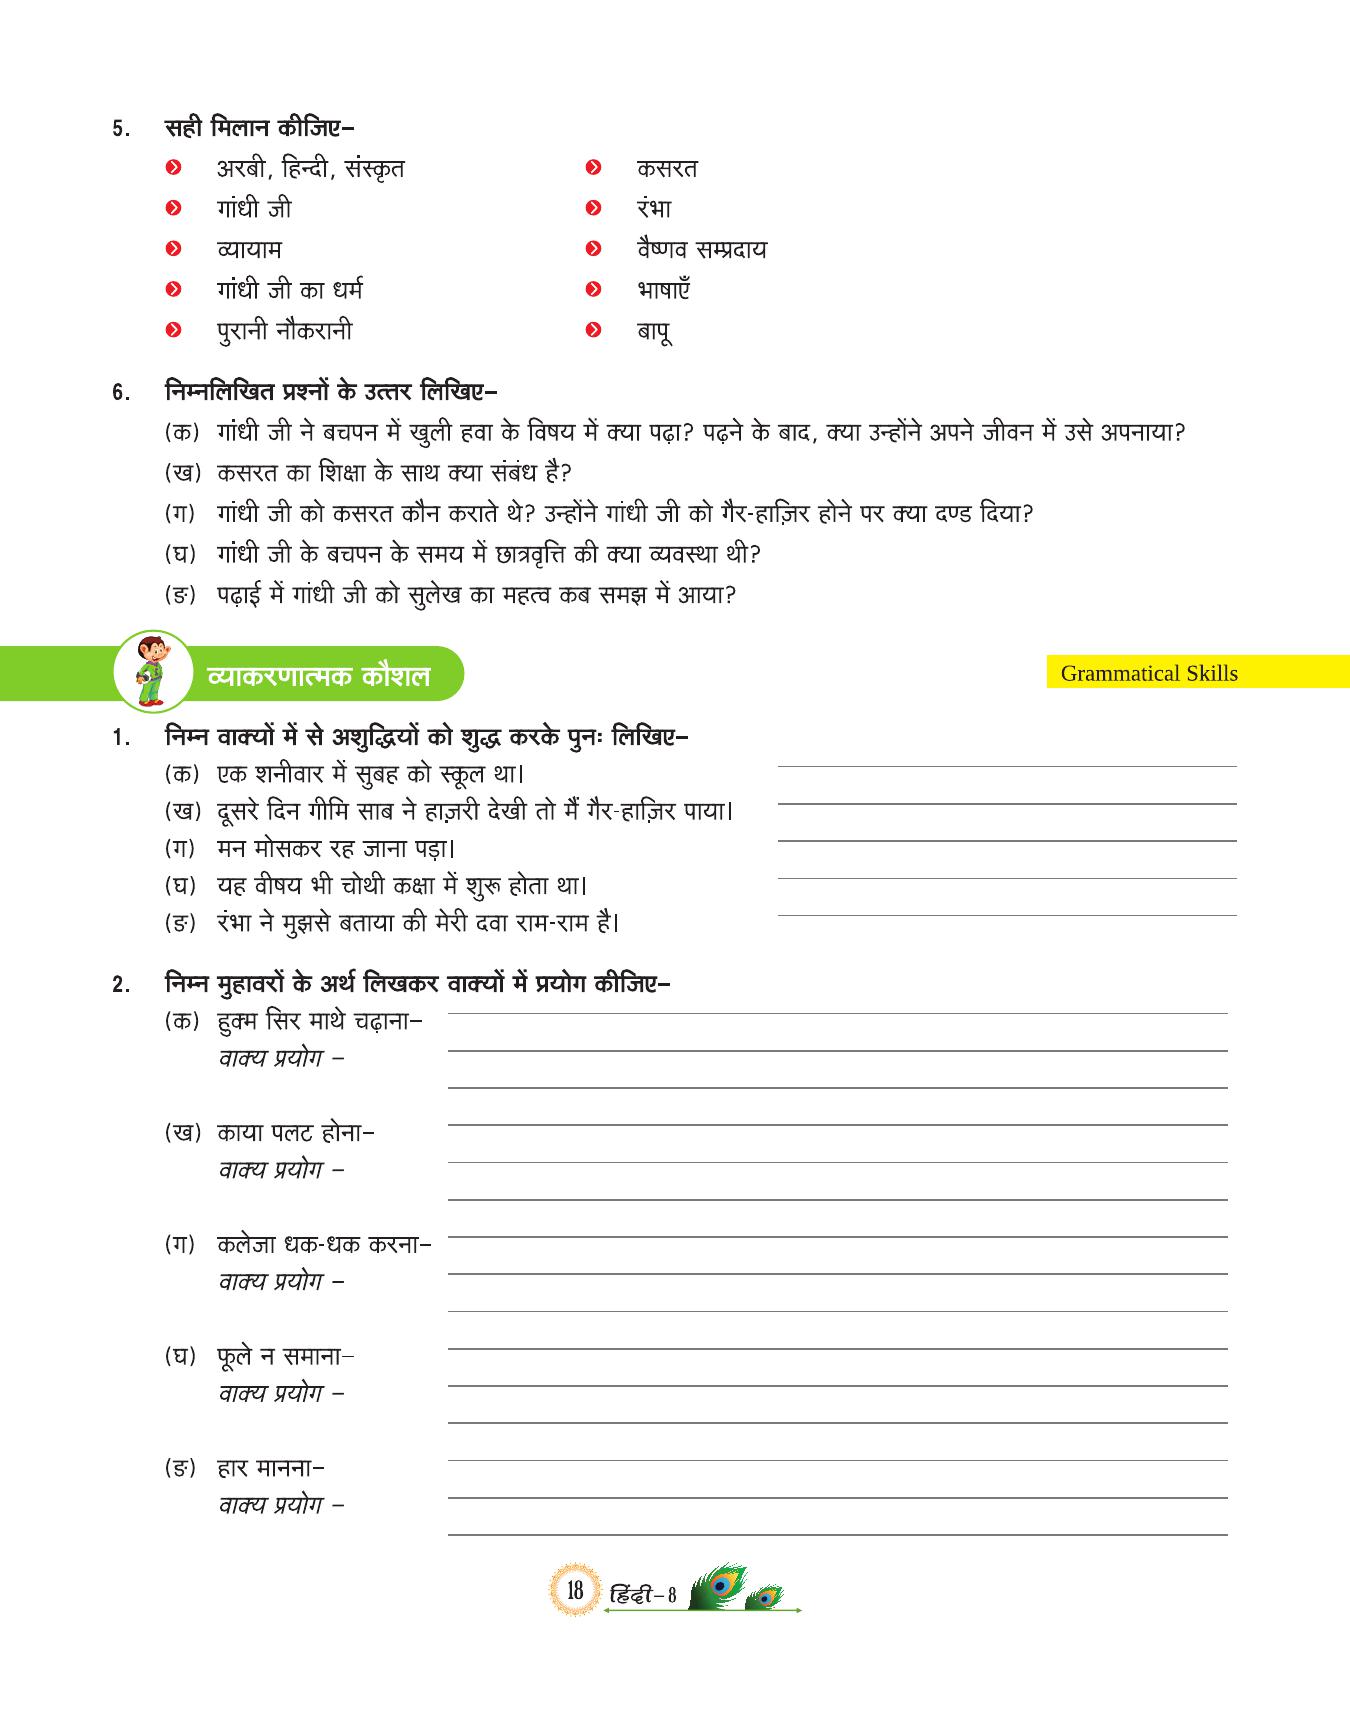 5. सही मिलान कीजिए–
अरबी, हिन्दी, संस्कृत कसरत
गांधी जी रंभा
व्यायाम वैष्णव सम्प्रदाय
गांधी जी का धर्म भाषाएँ
पुरानी नौकरानी बापू
6. निम्नलिखित प्रश्नों के उत्तर लिखिए–
(क) गांधी जी ने बचपन में खुली हवा के विषय में क्या पढ़ा? पढ़ने के बाद, क्या उन्होंने अपने जीवन में उसे अपनाया?
(ख) कसरत का शिक्षा के साथ क्या संबंध है?
(ग) गांधी जी को कसरत कौन कराते थे? उन्होंने गांधी जी को गैर-हाज़िर होने पर क्या दण्ड दिया?
(घ) गांधी जी के बचपन के समय में छात्रवृत्ति की क्या व्यवस्था थी?
(ङ) पढ़ाई में गांधी जी को सुलेख का महत्व कब समझ में आया?
व्याकरणात्मक कौशल Grammatical Skills
1. निम्न वाक्यों में से अशुद्धियों को शुद्ध करके पुनः लिखिए–
(क) एक शनीवार में सुबह को स्कूल था।
(ख) दूसरे दिन गीमि साब ने हाज़री देखी तो मैं गैर-हाज़िर पाया।
(ग) मन मोसकर रह जाना पड़ा।
(घ) यह वीषय भी चोथी कक्षा में शुरू होता था।
(ङ) रंभा ने मुझसे बताया की मेरी दवा राम-राम है।
2. निम्न मुहावरों के अर्थ लिखकर वाक्यों में प्रयोग कीजिए–
(क) हुक्म सिर माथे चढ़ाना–
वाक्य प्रयोग –
(ख) काया पलट होना–
वाक्य प्रयोग –
(ग) कलेजा धक-धक करना–
वाक्य प्रयोग –
(घ) फूले न समाना–
वाक्य प्रयोग –
(ङ) हार मानना–
वाक्य प्रयोग –
18 हिंदी–8